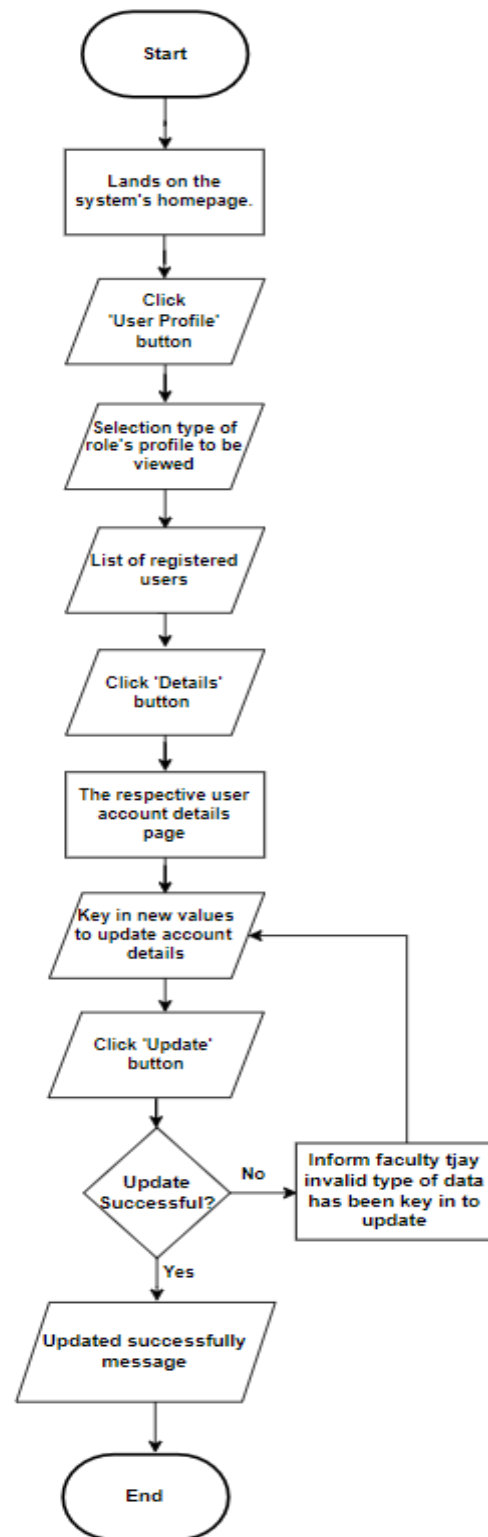 Start
Lands on the
system's homepage.
Click
'User Profile'
button
Selection type of
role's profile to be
viewed
List of registered
users
Click 'Details'
button
The respective user
account details
page
Key in new values
to update account
details
Click 'Update'
button
Update
Successful?
No
Inform faculty tjay
invalid type of data
has been key in to
update
Yes
Updated successfully
message
End